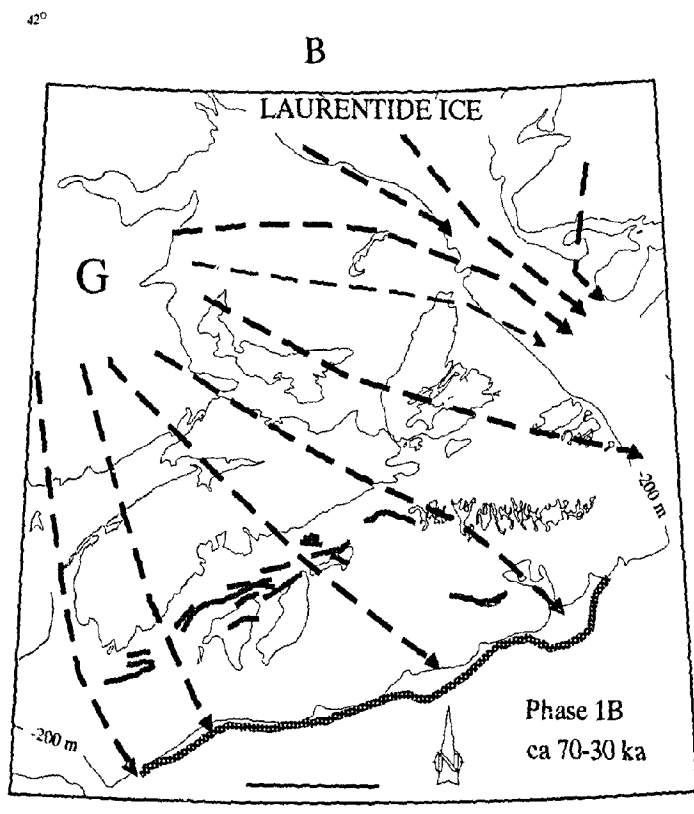 42°
B
LAURENTIDE ICE
G
-200 m
Phase 1B
-200 m
ca 70-30 ka
N